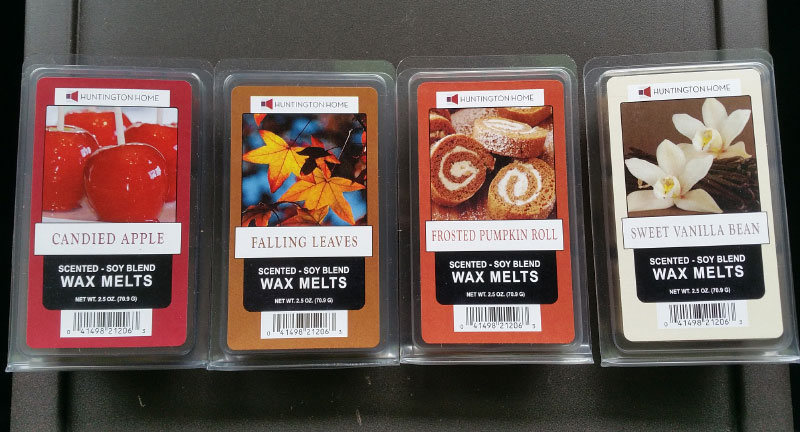 HUNTINGTON HOME
CANDIED APPLE
SCENTED - SOY BLEND
WAX MELTS
NET WT. 2.5 OZ. (70.9 G)
0 41498 21206 3
HUNTINGTON HOME
FALLING LEAVES
SCENTED - SOY BLEND
WAX MELTS
NET WT. 2.5 OZ. (70.9 G)
0 41498 21206 3
HUNTINGTON HOME
FROSTED PUMPKIN ROLL
SCENTED - SOY BLEND
WAX MELTS
NET WT. 2.5 OZ. (70.9 G)
0 41498 21206 3
HUNTINGTON HOME
SWEET VANILLA BEAN
SCENTED - SOY BLEND
WAX MELTS
NET WT. 2.5 OZ. (70.9 G)
0 41498 21206 3